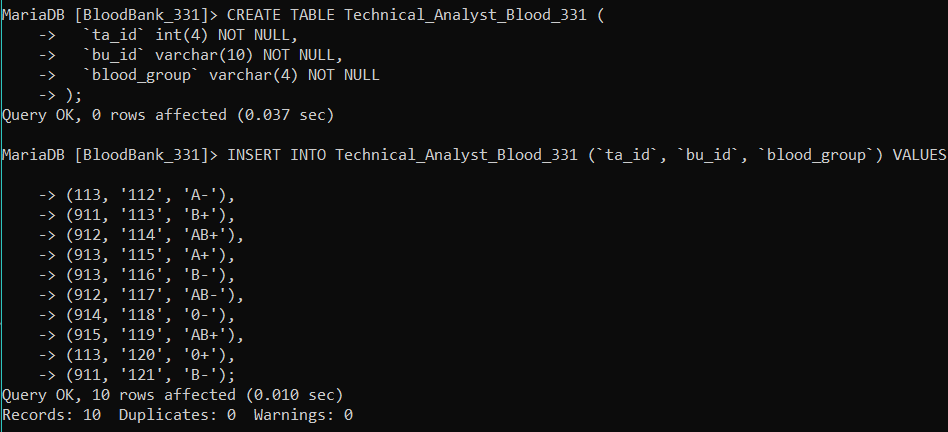 MariaDB [BloodBank_331]> CREATE TABLE Technical_Analyst_Blood_331 (
    ->   `ta_id` int(4) NOT NULL,
    ->   `bu_id` varchar(10) NOT NULL,
    ->   `blood_group` varchar(4) NOT NULL
    -> );
Query OK, 0 rows affected (0.037 sec)
MariaDB [BloodBank_331]> INSERT INTO Technical_Analyst_Blood_331 (`ta_id`, `bu_id`, `blood_group`) VALUES
    -> (113, '112', 'A-'),
    -> (911, '113', 'B+'),
    -> (912, '114', 'AB+'),
    -> (913, '115', 'A+'),
    -> (913, '116', 'B-'),
    -> (912, '117', 'AB-'),
    -> (914, '118', '0-'),
    -> (915, '119', 'AB+'),
    -> (113, '120', '0+'),
    -> (911, '121', 'B-');
Query OK, 10 rows affected (0.010 sec)
Records: 10  Duplicates: 0  Warnings: 0